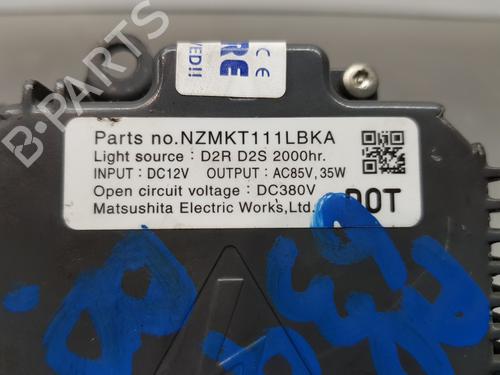 VED!!
RE
CE
Parts no.NZMKT111LBKA
Light source : D2R D2S 2000hr.
INPUT : DC12V OUTPUT : AC85V, 35W
Open circuit voltage : DC380V
Matsushita Electric Works,Ltd.
DOT
B-PARTS